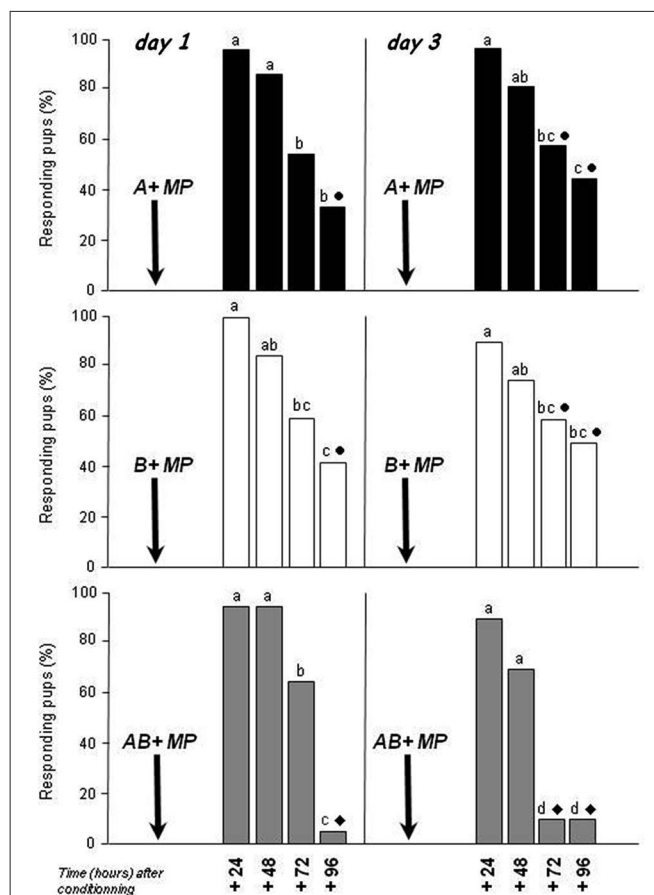 day 1
day 3
Responding pups (%)
100
80
60
40
20
0
A+ MP
a
a
b
b ●
A+ MP
a
ab
bc ●
c ●
Responding pups (%)
100
80
60
40
20
0
B+ MP
a
ab
bc
c ●
B+ MP
a
ab
bc ●
bc ●
Responding pups (%)
100
80
60
40
20
0
AB+ MP
a
a
b
c ◆
AB+ MP
a
a
d ◆
d ◆
Time (hours) after
conditionning
+ 24
+ 48
+ 72
+ 96
+ 24
+ 48
+ 72
+ 96